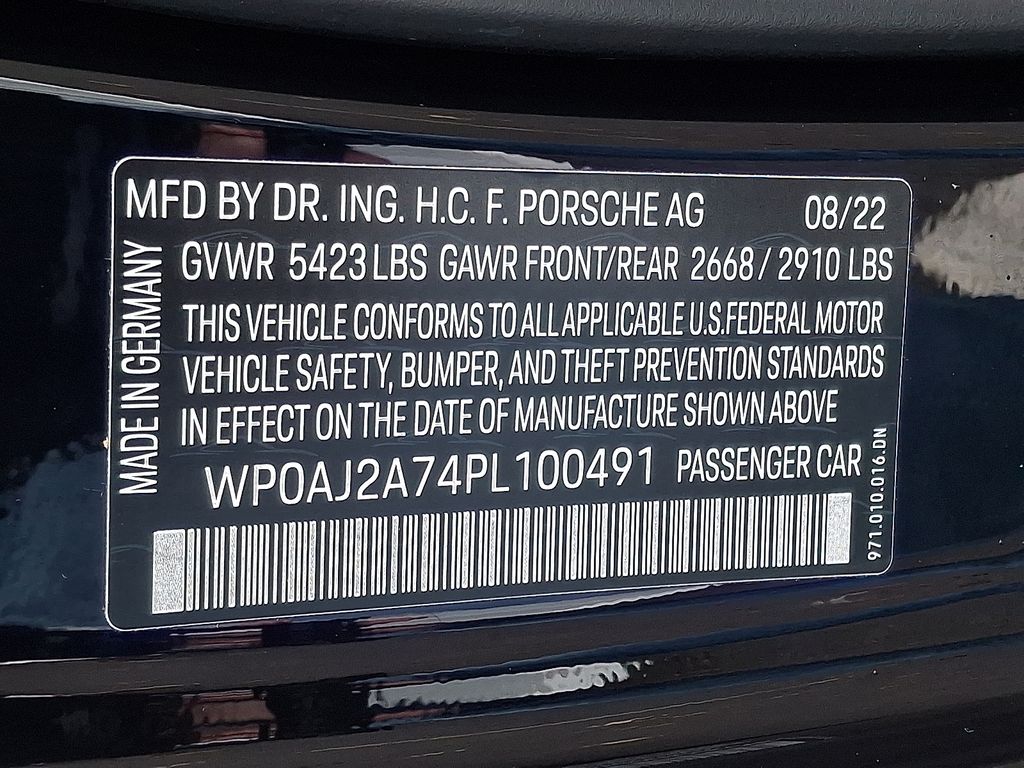 MFD BY DR. ING. H.C. F. PORSCHE AG 08/22
GVWR 5423 LBS GAWR FRONT/REAR 2668 / 2910 LBS
THIS VEHICLE CONFORMS TO ALL APPLICABLE U.S.FEDERAL MOTOR
VEHICLE SAFETY, BUMPER, AND THEFT PREVENTION STANDARDS
IN EFFECT ON THE DATE OF MANUFACTURE SHOWN ABOVE
WP0AJ2A74PL100491 PASSENGER CAR
MADE IN GERMANY
971.010.016.DN